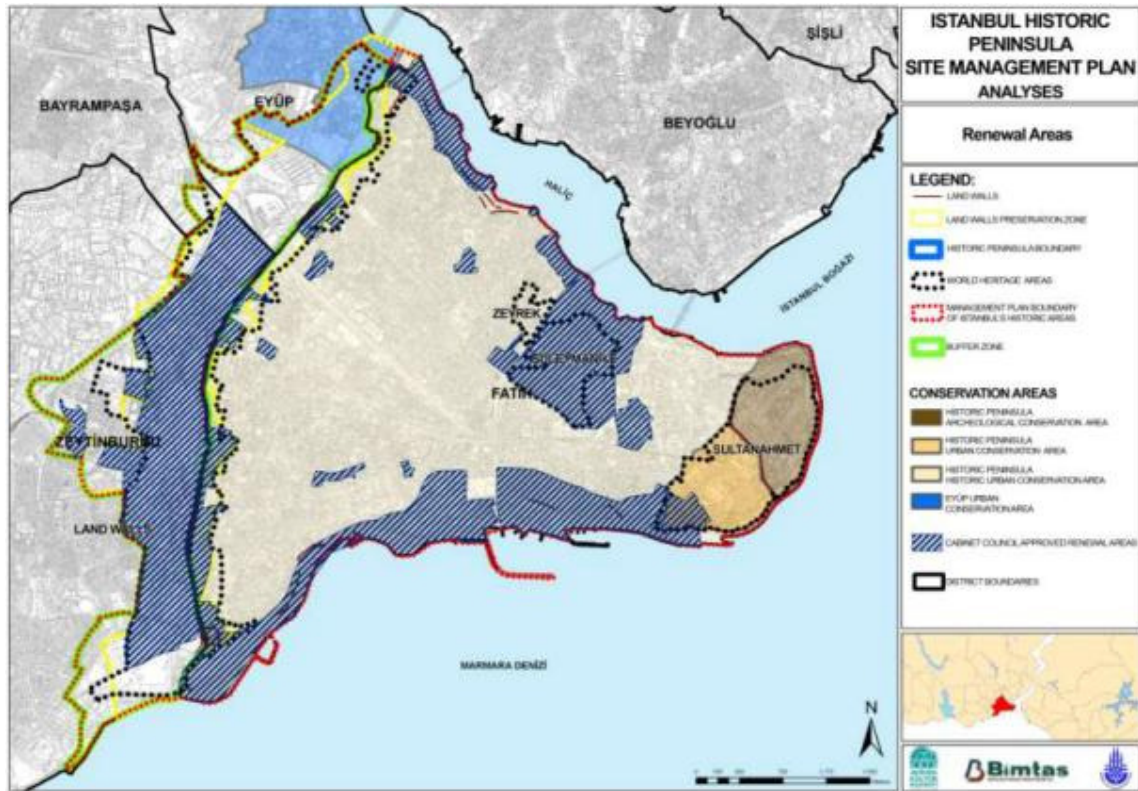 ISTANBUL HISTORIC
PENINSULA
SITE MANAGEMENT PLAN
ANALYSES
Renewal Areas
LEGEND:
LAND WALLS
LAND WALLS PRESERVATION ZONE
HISTORIC PENINSULA BOUNDARY
WORLD HERITAGE AREAS
MANAGEMENT PLAN BOUNDARY
OF ISTANBUL'S HISTORIC AREAS
BUFFER ZONE
CONSERVATION AREAS
HISTORIC PENINSULA
ARCHEOLOGICAL CONSERVATION AREA
HISTORIC PENINSULA
URBAN CONSERVATION AREA
HISTORIC PENINSULA
HISTORIC URBAN CONSERVATION AREA
EYÜP URBAN
CONSERVATION AREA
CABINET COUNCIL APPROVED RENEWAL AREAS
DISTRICT BOUNDARIES
ŞİŞLİ
BAYRAMPAŞA
EYÜP
BEYOĞLU
HALİÇ
İSTANBUL BOĞAZI
ZEYREK
SÜLEYMANİYE
FATİH
ZEYTİNBURNU
SULTANAHMET
LAND WALLS
MARMARA DENİZİ
N
Bimtas